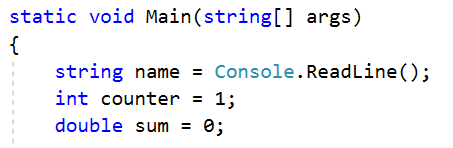 static void Main(string[] args)
{
    string name = Console.ReadLine();
    int counter = 1;
    double sum = 0;